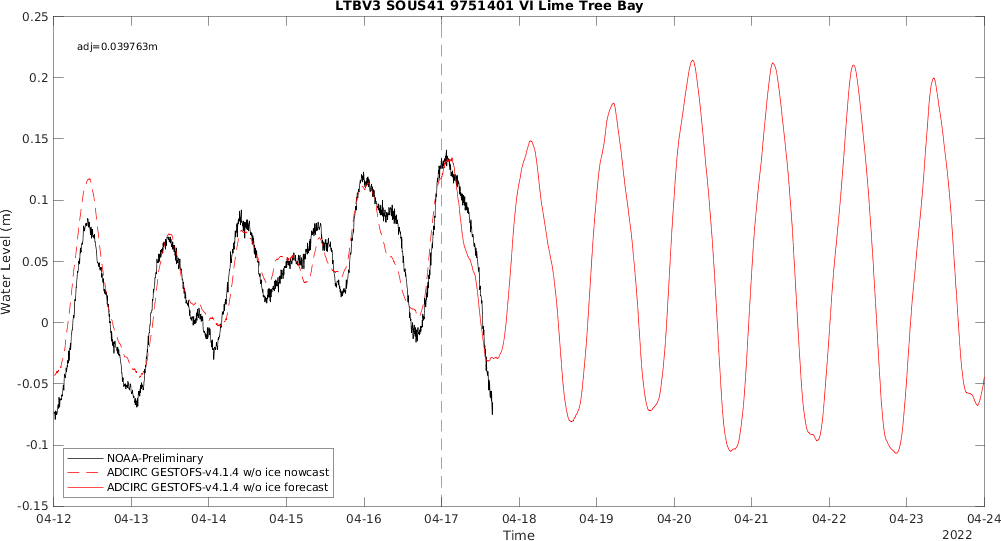 LTBV3 SOUS41 9751401 VI Lime Tree Bay
adj=0.039763m
Water Level (m)
0.25
0.2
0.15
0.1
0.05
0
-0.05
-0.1
-0.15
NOAA-Preliminary
ADCIRC GESTOFS-v4.1.4 w/o ice nowcast
ADCIRC GESTOFS-v4.1.4 w/o ice forecast
04-12 04-13 04-14 04-15 04-16 04-17 04-18 04-19 04-20 04-21 04-22 04-23 04-24
Time
2022